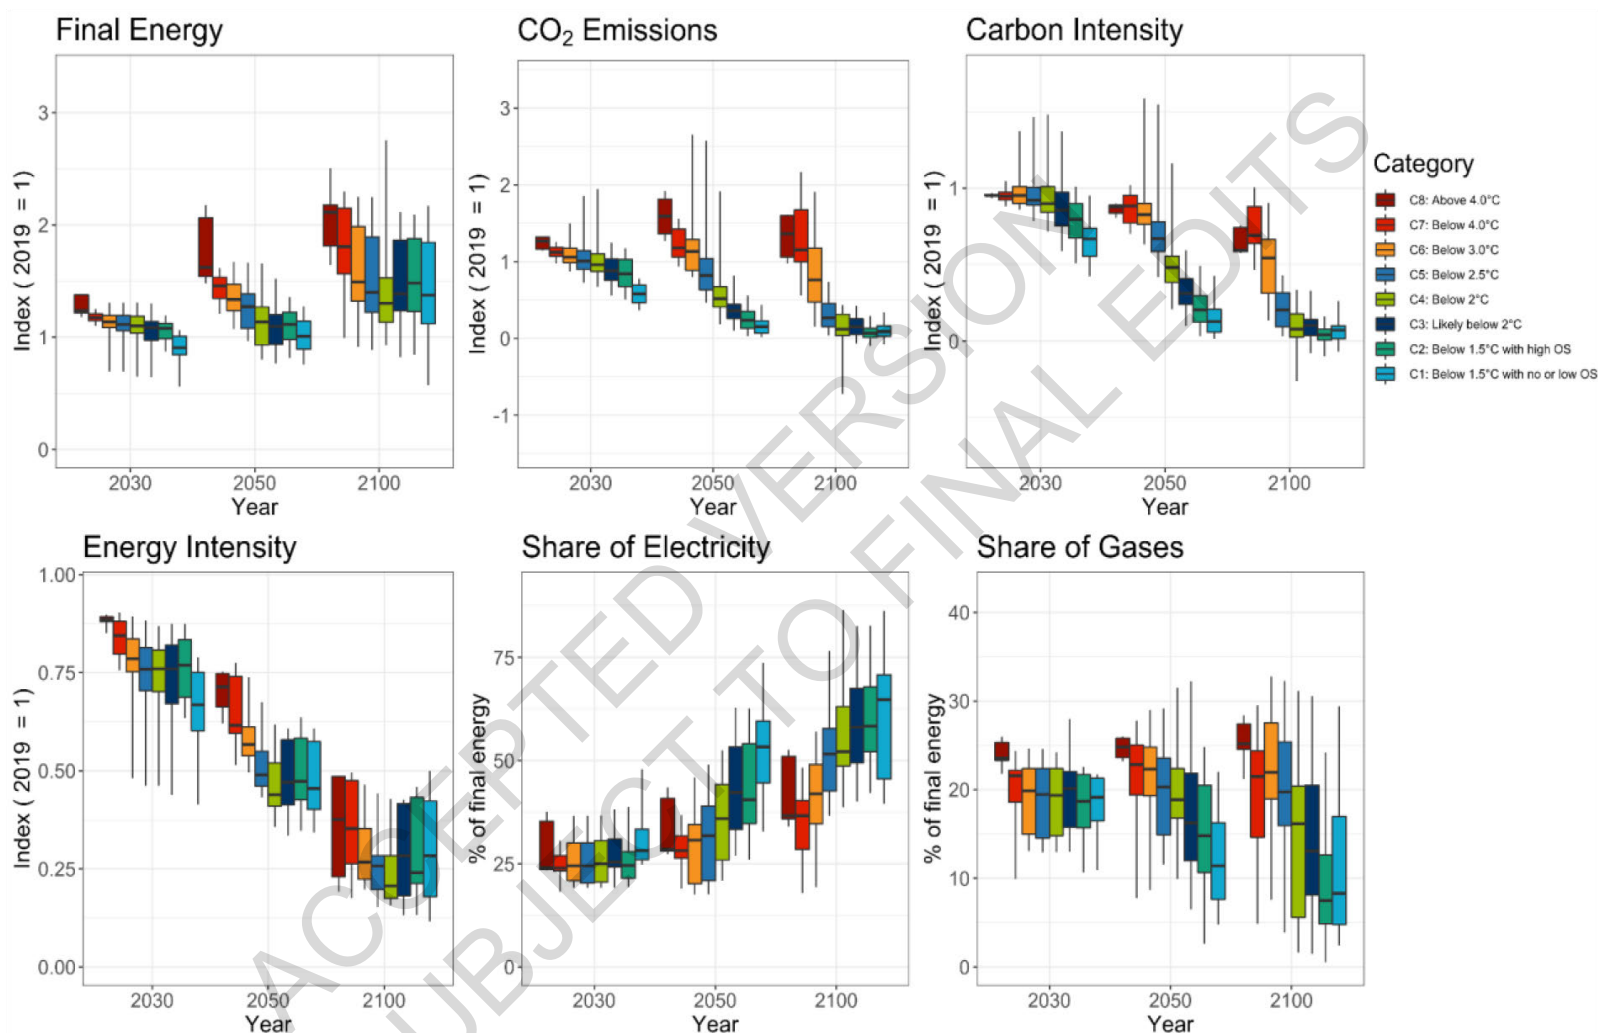 Final Energy
CO₂ Emissions
Carbon Intensity
Index ( 2019 = 1)
3
2
1
0
2030
2050
2100
Year
Index ( 2019 = 1)
3
2
1
0
-1
2030
2050
2100
Year
Index ( 2019 = 1)
1
0
2030
2050
2100
Year
Category
C8: Above 4.0°C
C7: Below 4.0°C
C6: Below 3.0°C
C5: Below 2.5°C
C4: Below 2°C
C3: Likely below 2°C
C2: Below 1.5°C with high OS
C1: Below 1.5°C with no or low OS
Energy Intensity
Share of Electricity
Share of Gases
Index ( 2019 = 1)
1.00
0.75
0.50
0.25
0.00
2030
2050
2100
Year
% of final energy
75
50
25
0
2030
2050
2100
Year
% of final energy
40
30
20
10
0
2030
2050
2100
Year
ACCEPTED VERSION
SUBJECT TO FINAL EDITS